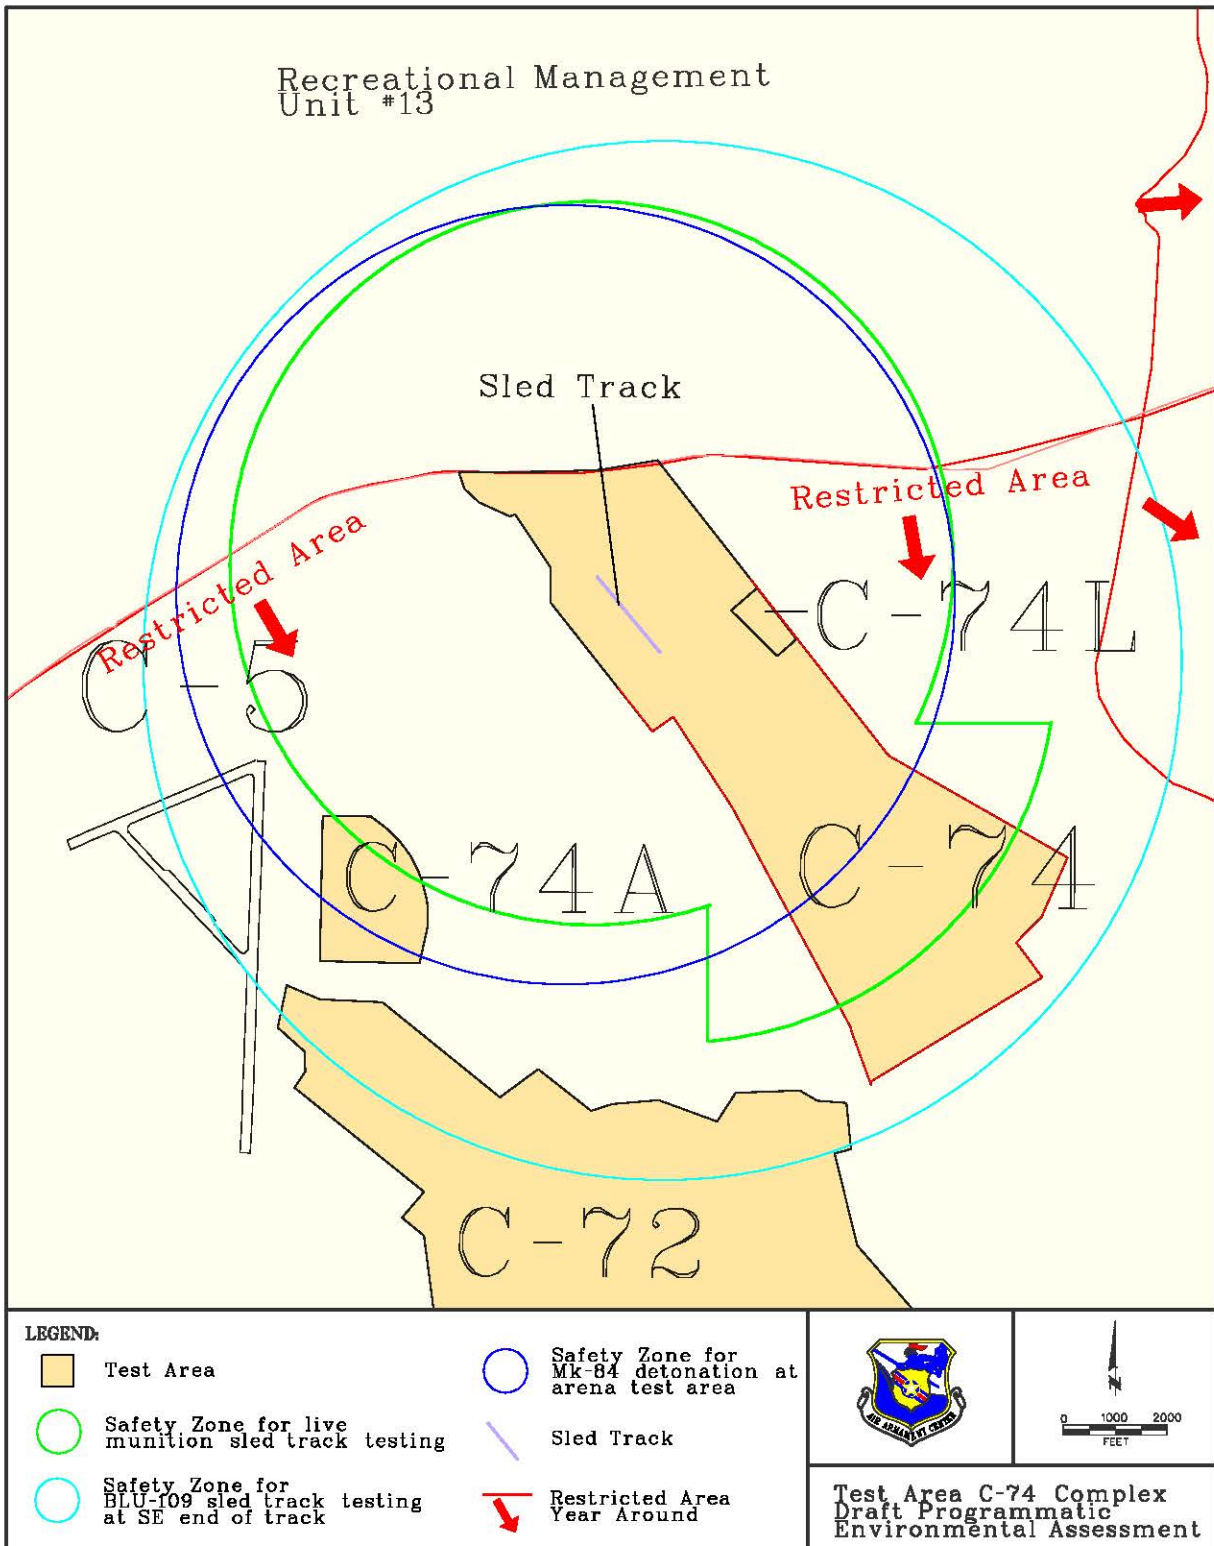 Recreational Management
Unit #13
Sled Track
Restricted Area
Restricted Area
C-74L
C-5
C-74A
C-74
C-72
LEGEND:
Test Area
Safety Zone for live
munition sled track testing
Safety Zone for
BLU-109 sled track testing
at SE end of track
Safety Zone for
Mk-84 detonation at
arena test area
Sled Track
Restricted Area
Year Around
AIR ARMAMENT CENTER
N
0 1000 2000
FEET
Test Area C-74 Complex
Draft Programmatic
Environmental Assessment